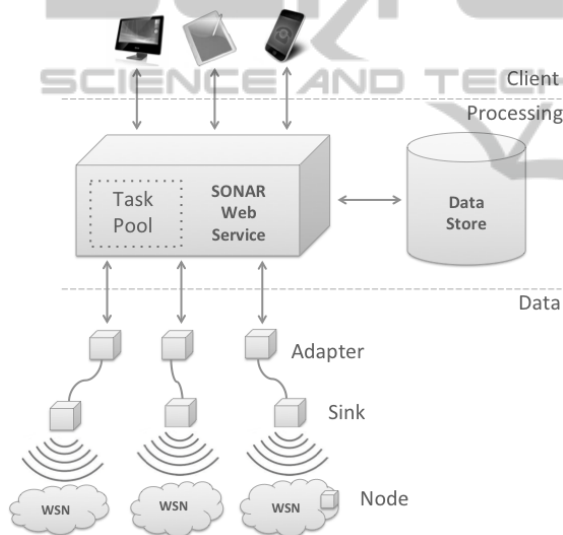 SCIENCE AND TECH
Client
Processing
Task
Pool
SONAR
Web
Service
Data
Store
Data
Adapter
Sink
WSN
WSN
WSN
Node